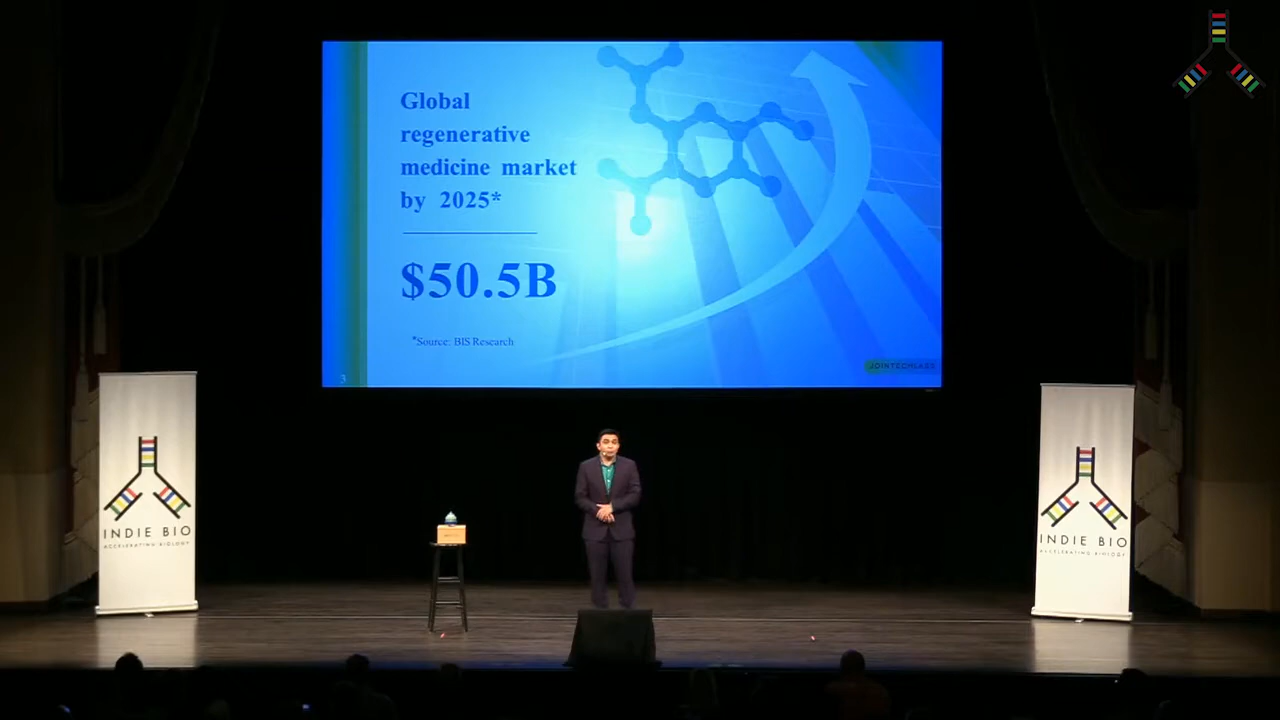 Global
regenerative
medicine market
by 2025*
$50.5B
*Source: BIS Research
3
JOINTECHLABS
INDIE BIO
ACCELERATING BIOLOGY
INDIE BIO
ACCELERATING BIOLOGY